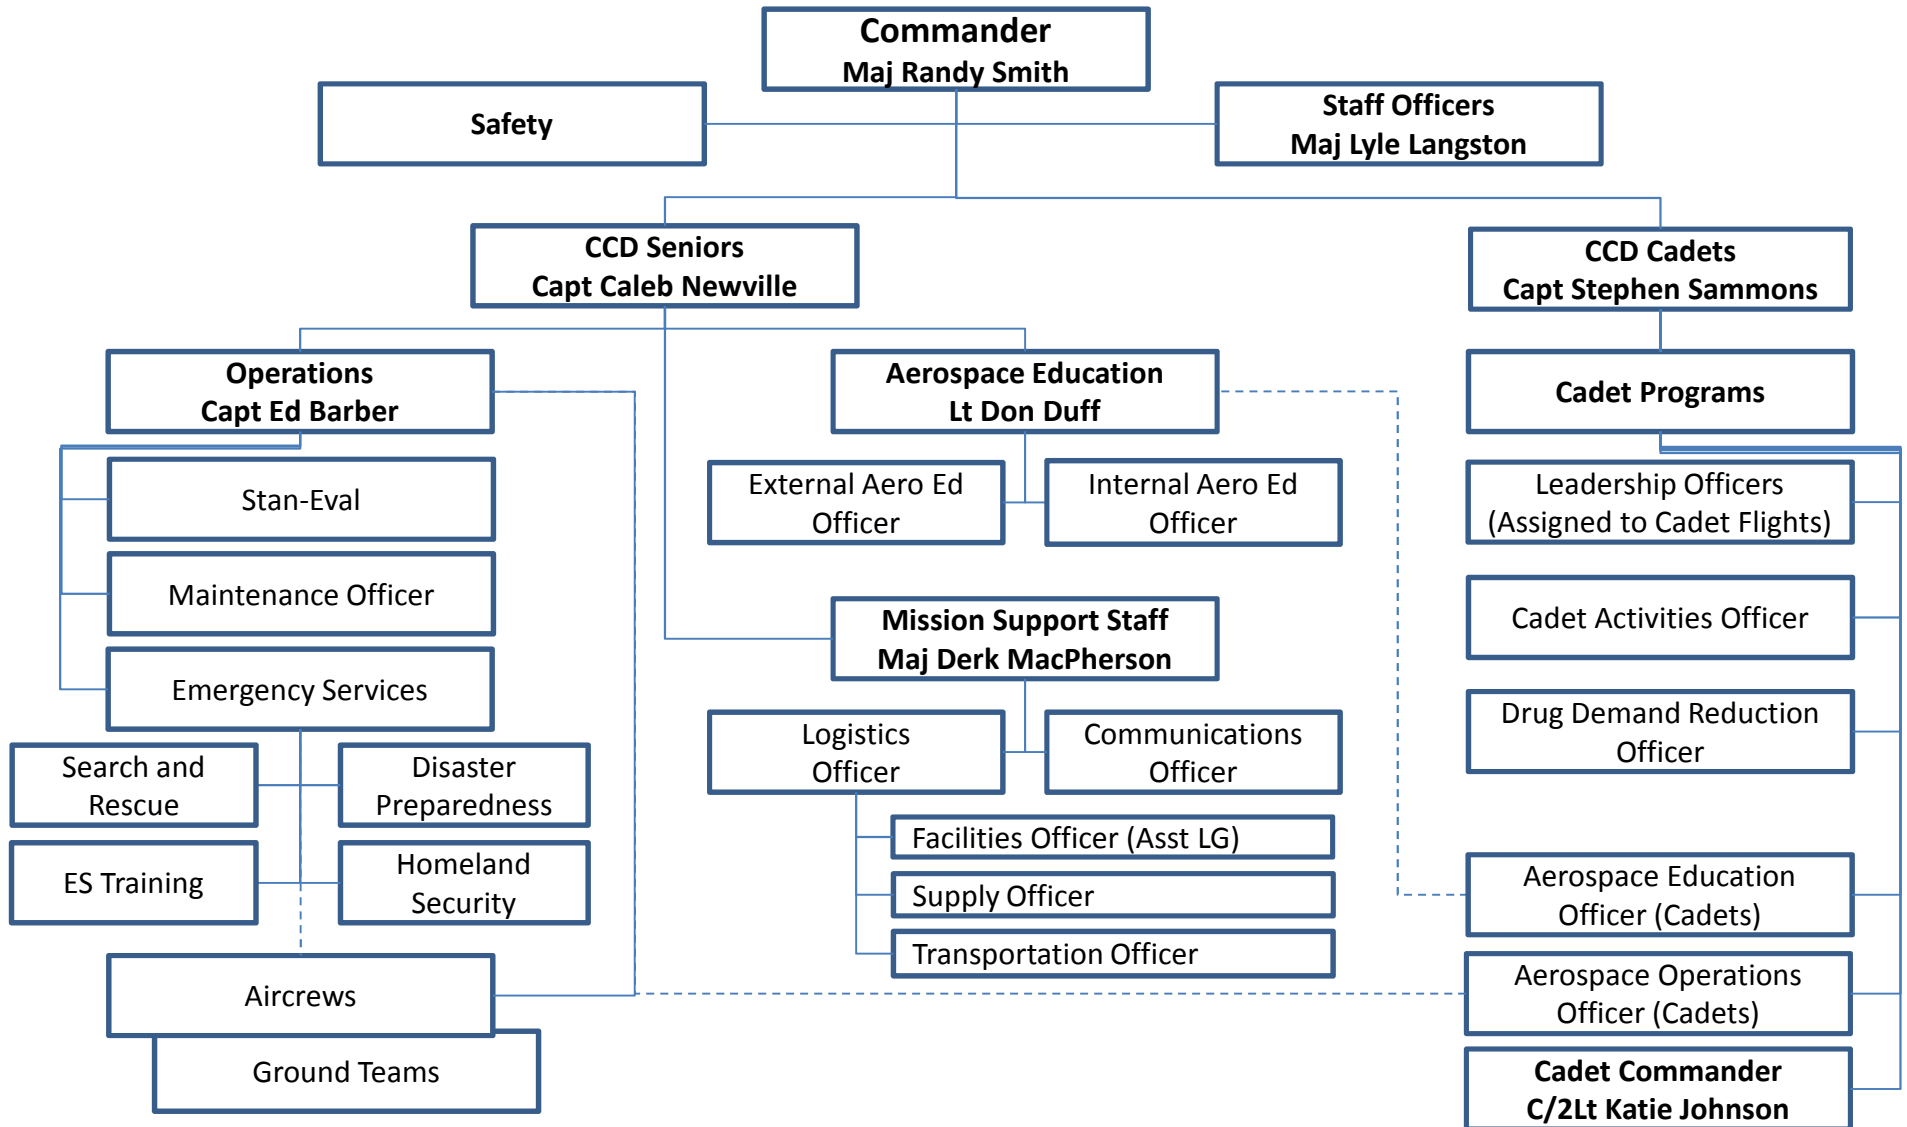 Commander
Maj Randy Smith
Safety
Staff Officers
Maj Lyle Langston
CCD Seniors
Capt Caleb Newville
CCD Cadets
Capt Stephen Sammons
Operations
Capt Ed Barber
Aerospace Education
Lt Don Duff
Cadet Programs
Stan-Eval
External Aero Ed
Officer
Internal Aero Ed
Officer
Leadership Officers
(Assigned to Cadet Flights)
Maintenance Officer
Mission Support Staff
Maj Derk MacPherson
Cadet Activities Officer
Emergency Services
Logistics
Officer
Communications
Officer
Drug Demand Reduction
Officer
Search and
Rescue
Disaster
Preparedness
Facilities Officer (Asst LG)
ES Training
Homeland
Security
Supply Officer
Aerospace Education
Officer (Cadets)
Transportation Officer
Aircrews
Aerospace Operations
Officer (Cadets)
Ground Teams
Cadet Commander
C/2Lt Katie Johnson